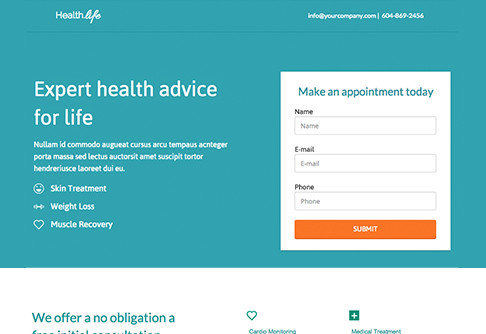 Health.life
info@yourcompany.com | 604-869-2456
Expert health advice
for life
Nullam id commodo augueat cursus arcu tempaus acnteger
porta massa sed lectus auctorsit amet suscipit tortor
hendreriusce laoreet dui eu.
Skin Treatment
Weight Loss
Muscle Recovery
Make an appointment today
Name
Name
E-mail
E-mail
Phone
Phone
SUBMIT
We offer a no obligation a
free initial consultation
Cardio Monitoring
Medical Treatment